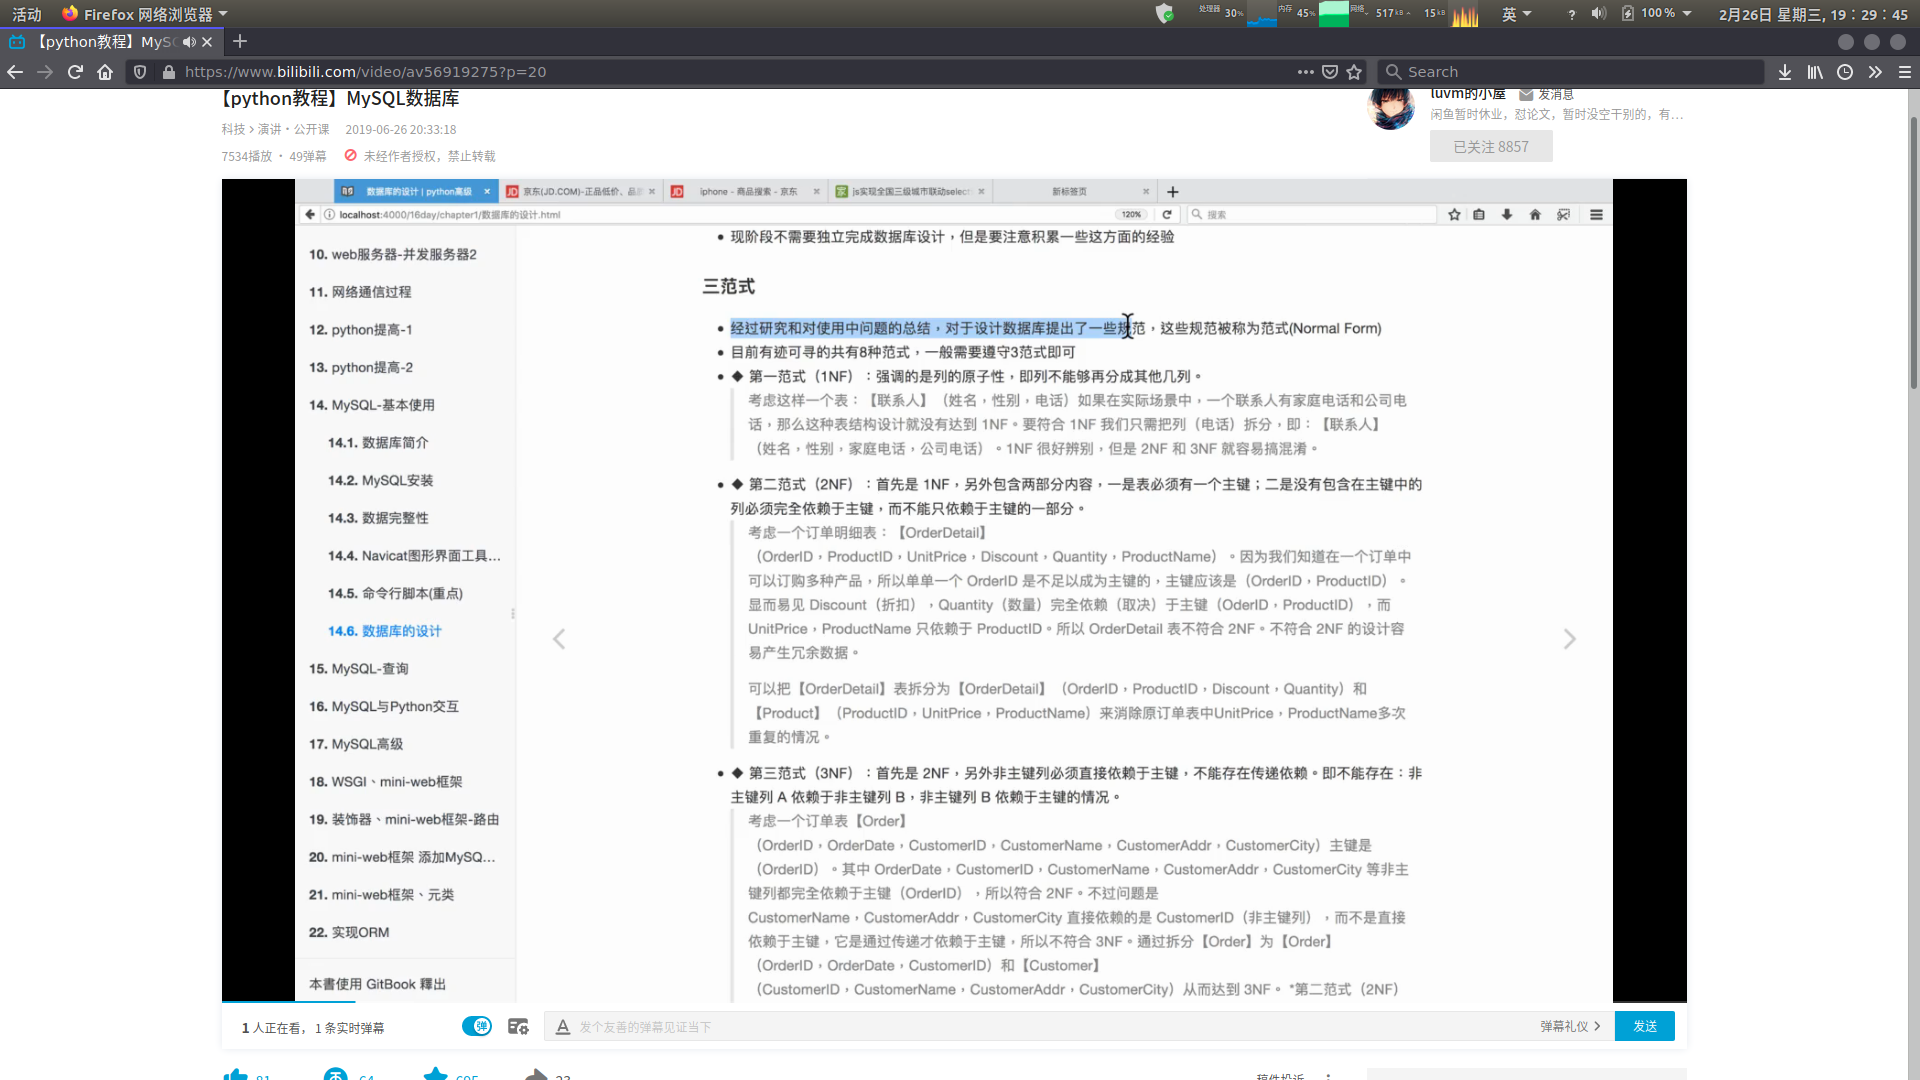 活动 Firefox 网络浏览器 处理器 30% 内存 45% 网络 517kB 15kB 英 ? 100% 2月26日 星期三, 19：29：45
【python教程】MyS
https://www.bilibili.com/video/av56919275?p=20 Search
【python教程】MySQL数据库
luvm的小屋 发消息
科技 > 演讲・公开课 2019-06-26 20:33:18
闲鱼暂时休业，怼论文，暂时没空干别的，有…
7534播放 · 49弹幕 未经作者授权，禁止转载
已关注 8857
数据库的设计 | python高级 × 京东(JD.COM)-正品低价、品 × iphone - 商品搜索 - 京东 × js实现全国三级城市联动select × 新标签页 ×
localhost:4000/16day/chapter1/数据库的设计.html 120% 搜索
10. web服务器-并发服务器2
11. 网络通信过程
12. python提高-1
13. python提高-2
14. MySQL-基本使用
14.1. 数据库简介
14.2. MySQL安装
14.3. 数据完整性
14.4. Navicat图形界面工具...
14.5. 命令行脚本(重点)
14.6. 数据库的设计
15. MySQL-查询
16. MySQL与Python交互
17. MySQL高级
18. WSGI、mini-web框架
19. 装饰器、mini-web框架-路由
20. mini-web框架 添加MySQ...
21. mini-web框架、元类
22. 实现ORM
本書使用 GitBook 釋出
• 现阶段不需要独立完成数据库设计，但是要注意积累一些这方面的经验
三范式
• 经过研究和对使用中问题的总结，对于设计数据库提出了一些规范，这些规范被称为范式(Normal Form)
• 目前有迹可寻的共有8种范式，一般需要遵守3范式即可
• ◆ 第一范式（1NF）：强调的是列的原子性，即列不能够再分成其他几列。
考虑这样一个表：【联系人】（姓名，性别，电话）如果在实际场景中，一个联系人有家庭电话和公司电
话，那么这种表结构设计就没有达到 1NF。要符合 1NF 我们只需把列（电话）拆分，即：【联系人】
（姓名，性别，家庭电话，公司电话）。1NF 很好辨别，但是 2NF 和 3NF 就容易搞混淆。
• ◆ 第二范式（2NF）：首先是 1NF，另外包含两部分内容，一是表必须有一个主键；二是没有包含在主键中的
列必须完全依赖于主键，而不能只依赖于主键的一部分。
考虑一个订单明细表：【OrderDetail】
（OrderID，ProductID，UnitPrice，Discount，Quantity，ProductName）。因为我们知道在一个订单中
可以订购多种产品，所以单单一个 OrderID 是不足以成为主键的，主键应该是（OrderID，ProductID）。
显而易见 Discount（折扣），Quantity（数量）完全依赖（取决）于主键（OderID，ProductID），而
UnitPrice，ProductName 只依赖于 ProductID。所以 OrderDetail 表不符合 2NF。不符合 2NF 的设计容
易产生冗余数据。
可以把【OrderDetail】表拆分为【OrderDetail】（OrderID，ProductID，Discount，Quantity）和
【Product】（ProductID，UnitPrice，ProductName）来消除原订单表中UnitPrice，ProductName多次
重复的情况。
• ◆ 第三范式（3NF）：首先是 2NF，另外非主键列必须直接依赖于主键，不能存在传递依赖。即不能存在：非
主键列 A 依赖于非主键列 B，非主键列 B 依赖于主键的情况。
考虑一个订单表【Order】
（OrderID，OrderDate，CustomerID，CustomerName，CustomerAddr，CustomerCity）主键是
（OrderID）。其中 OrderDate，CustomerID，CustomerName，CustomerAddr，CustomerCity 等非主
键列都完全依赖于主键（OrderID），所以符合 2NF。不过问题是
CustomerName，CustomerAddr，CustomerCity 直接依赖的是 CustomerID（非主键列），而不是直接
依赖于主键，它是通过传递才依赖于主键，所以不符合 3NF。通过拆分【Order】为【Order】
（OrderID，OrderDate，CustomerID）和【Customer】
（CustomerID，CustomerName，CustomerAddr，CustomerCity）从而达到 3NF。 *第二范式（2NF）
1 人正在看， 1 条实时弹幕 弹 A 发个友善的弹幕见证当下 弹幕礼仪 > 发送
81 64 605 23 稿件投诉